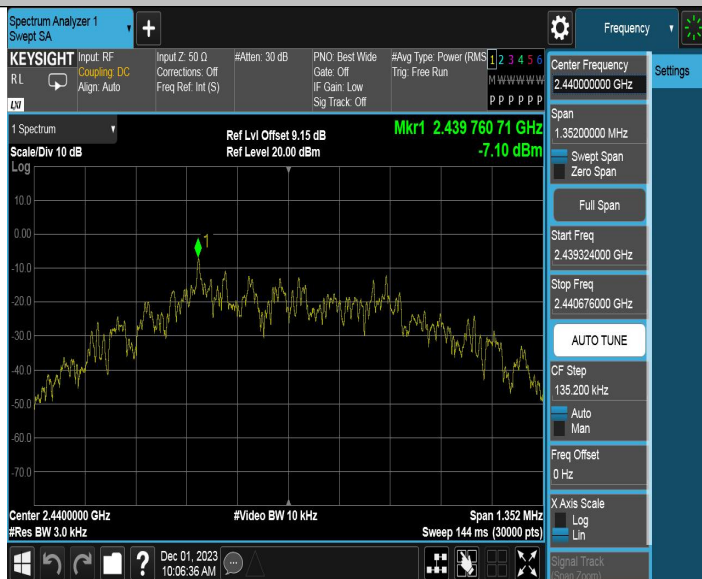 Spectrum Analyzer 1
Swept SA
+
Frequency
KEYSIGHT
RL
LXI
Input: RF
Coupling: DC
Align: Auto
Input Z: 50 Ω
Corrections: Off
Freq Ref: Int (S)
#Atten: 30 dB
PNO: Best Wide
Gate: Off
IF Gain: Low
Sig Track: Off
#Avg Type: Power (RMS
Trig: Free Run
1 2 3 4 5 6
M W W W W W
P P P P P P
Center Frequency
2.440000000 GHz
Settings
Span
1.35200000 MHz
Swept Span
Zero Span
Full Span
Start Freq
2.439324000 GHz
Stop Freq
2.440676000 GHz
AUTO TUNE
CF Step
135.200 kHz
Auto
Man
Freq Offset
0 Hz
X Axis Scale
Log
Lin
Signal Track
(Span Zoom)
1 Spectrum
Scale/Div 10 dB
Log
Ref Lvl Offset 9.15 dB
Ref Level 20.00 dBm
Mkr1 2.439 760 71 GHz
-7.10 dBm
10.0
0.00
1
-10.0
-20.0
-30.0
-40.0
-50.0
-60.0
-70.0
Center 2.4400000 GHz
#Video BW 10 kHz
Span 1.352 MHz
#Res BW 3.0 kHz
Sweep 144 ms (30000 pts)
?
Dec 01, 2023
10:06:36 AM